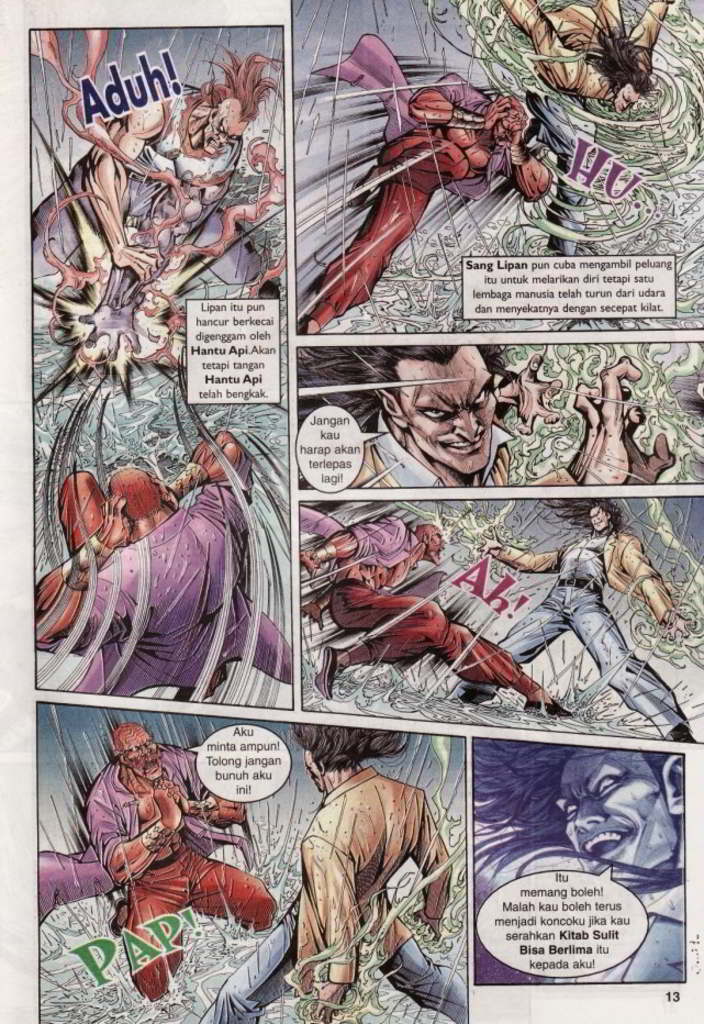 Aduh!
Lipan itu pun
hancur berkecai
digenggam oleh
Hantu Api.Akan
tetapi tangan
Hantu Api
telah bengkak.
HU...
Sang Lipan pun cuba mengambil peluang
itu untuk melarikan diri tetapi satu
lembaga manusia telah turun dari udara
dan menyekatnya dengan secepat kilat.
Jangan
kau
harap akan
terlepas
lagi!
Ah!
Aku
minta ampun!
Tolong jangan
bunuh aku
ini!
PAP!
Itu
memang boleh!
Malah kau boleh terus
menjadi koncoku jika kau
serahkan Kitab Sulit
Bisa Berlima itu
kepada aku!
13